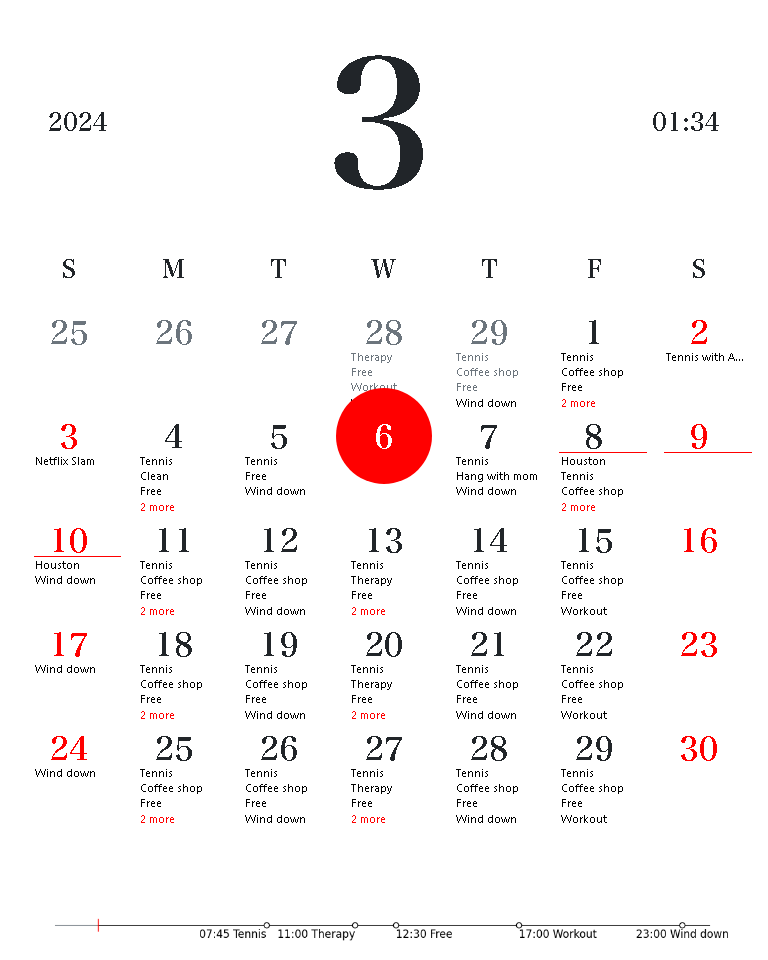 3
2024 01:34
S M T W T F S
25 26 27 28 29 1 2
Therapy Tennis Tennis Tennis with A...
Free Coffee shop Coffee shop
Workout Free Free
Wind down 2 more
3 4 5 6 7 8 9
Netflix Slam Tennis Tennis Tennis Houston
Clean Free Hang with mom Tennis
Free Wind down Wind down Coffee shop
2 more 2 more
10 11 12 13 14 15 16
Houston Tennis Tennis Tennis Tennis Tennis
Wind down Coffee shop Coffee shop Therapy Coffee shop Coffee shop
Free Free Free Free Free
2 more Wind down 2 more Wind down Workout
17 18 19 20 21 22 23
Wind down Tennis Tennis Tennis Tennis Tennis
Coffee shop Coffee shop Therapy Coffee shop Coffee shop
Free Free Free Free Free
2 more Wind down 2 more Wind down Workout
24 25 26 27 28 29 30
Wind down Tennis Tennis Tennis Tennis Tennis
Coffee shop Coffee shop Therapy Coffee shop Coffee shop
Free Free Free Free Free
2 more Wind down 2 more Wind down Workout
07:45 Tennis 11:00 Therapy 12:30 Free 17:00 Workout 23:00 Wind down